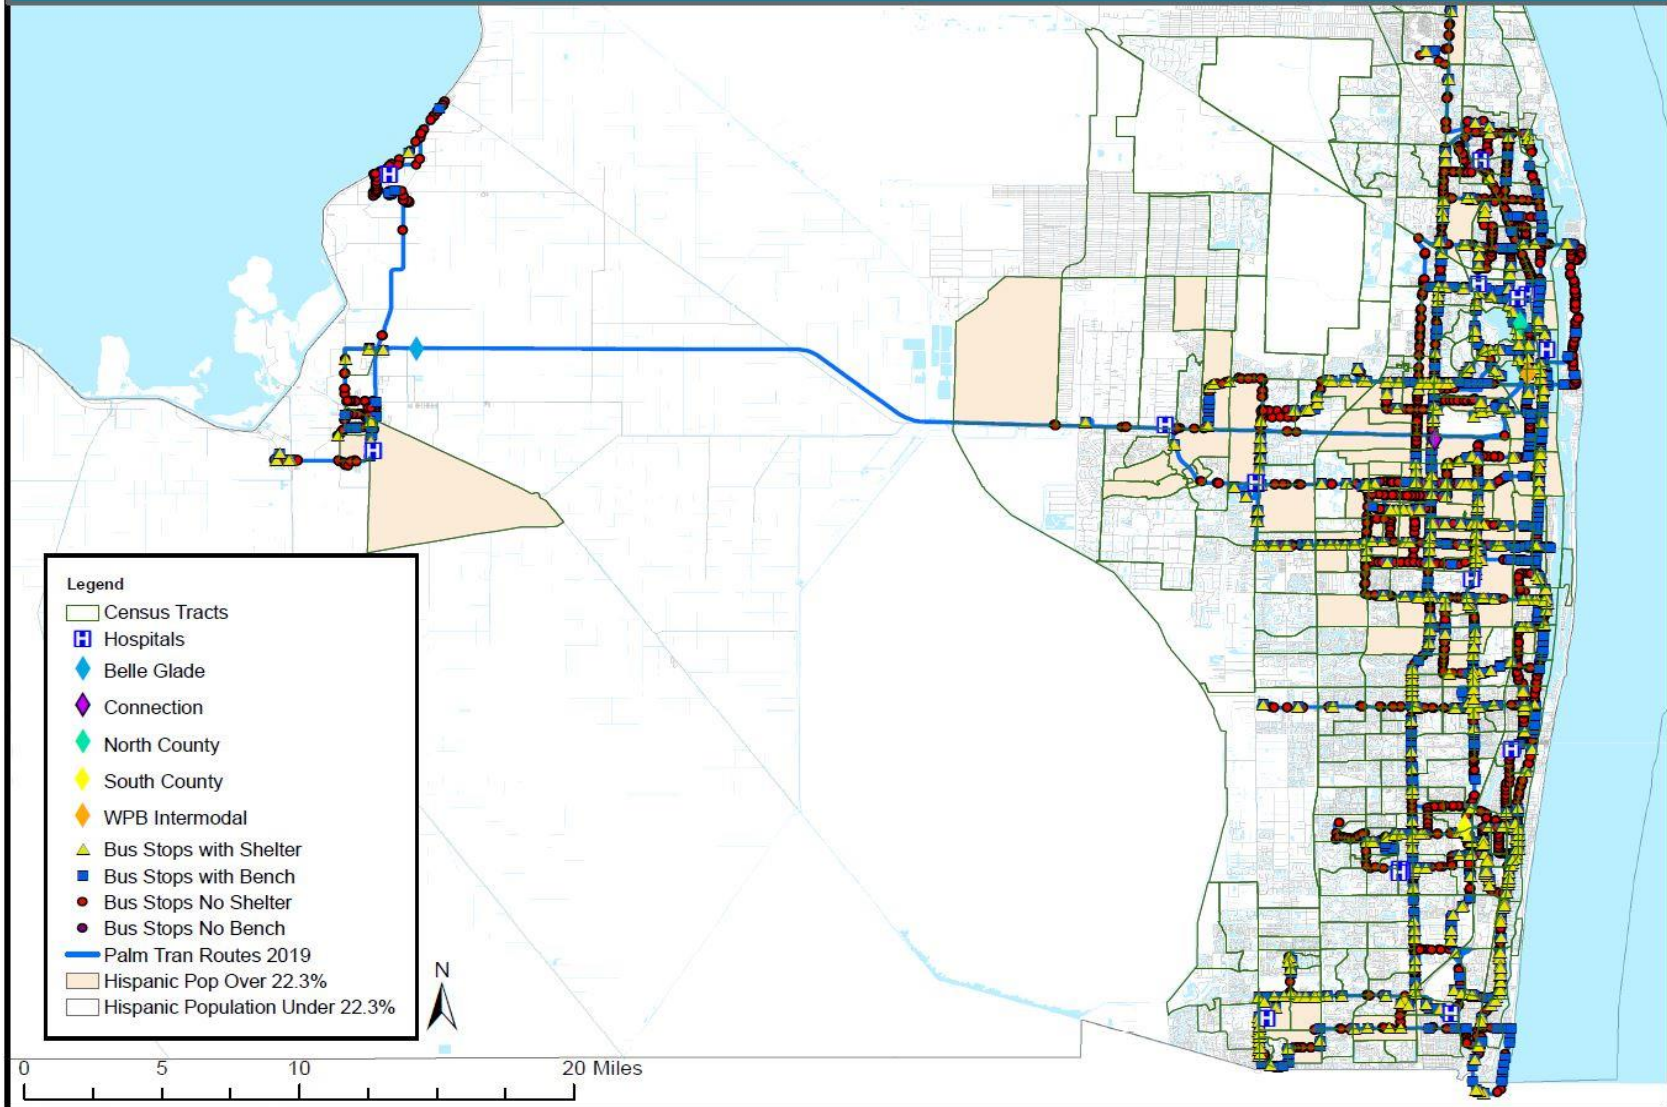 Legend
Census Tracts
H Hospitals
Belle Glade
Connection
North County
South County
WPB Intermodal
Bus Stops with Shelter
Bus Stops with Bench
Bus Stops No Shelter
Bus Stops No Bench
Palm Tran Routes 2019
Hispanic Pop Over 22.3%
Hispanic Population Under 22.3%
N
0 5 10 20 Miles
H
H
H
H
H
H
H
H
H
H
H
H
H
H